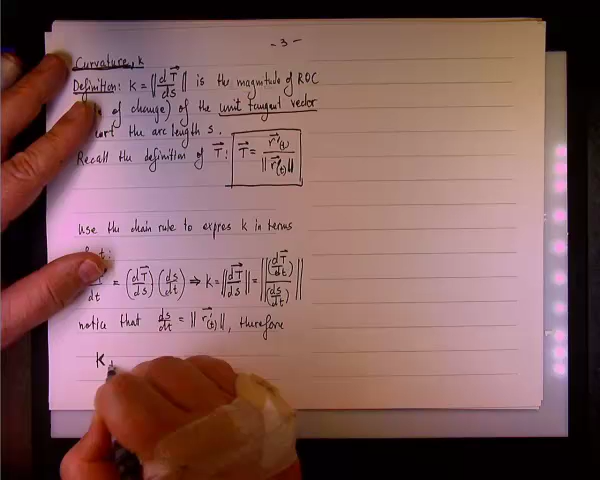 - 3 -
Curvature, K
Definition: K = ||dT⃗/ds|| is the magnitude of ROC
of change) of the unit tangent vector
the arc length s.
Recall the definition of T⃗: T⃗ = r⃗'(t) / ||r⃗'(t)||
Use the chain rule to expres K in terms
t:
dt = (dT⃗/ds)(ds/dt) ⇒ K = ||dT⃗/ds|| = ||(dT⃗/dt)/(ds/dt)||
notice that ds/dt = ||r⃗'(t)||, therefore
K